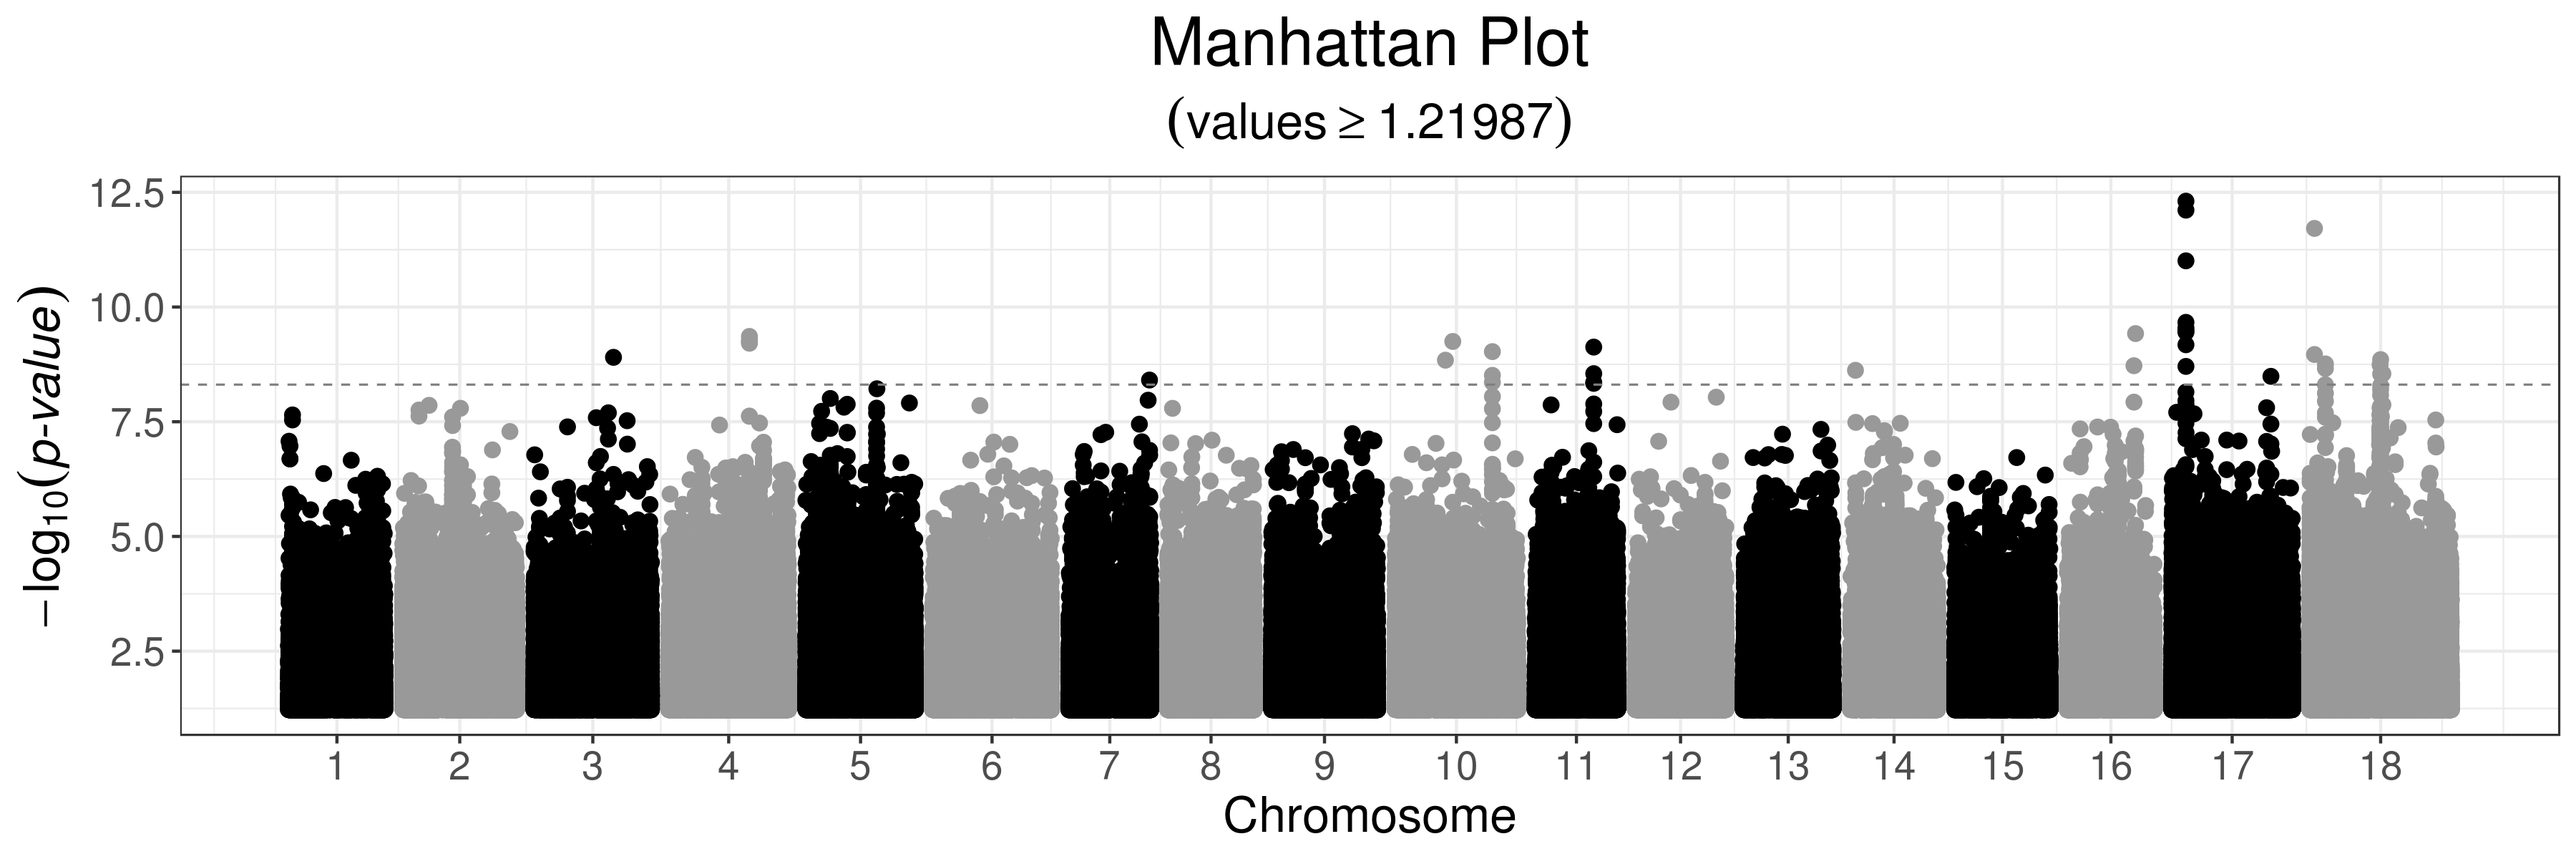 Manhattan Plot
(values ≥ 1.21987)
12.5
10.0
7.5
5.0
2.5
−log10(p-value)
1 2 3 4 5 6 7 8 9 10 11 12 13 14 15 16 17 18
Chromosome